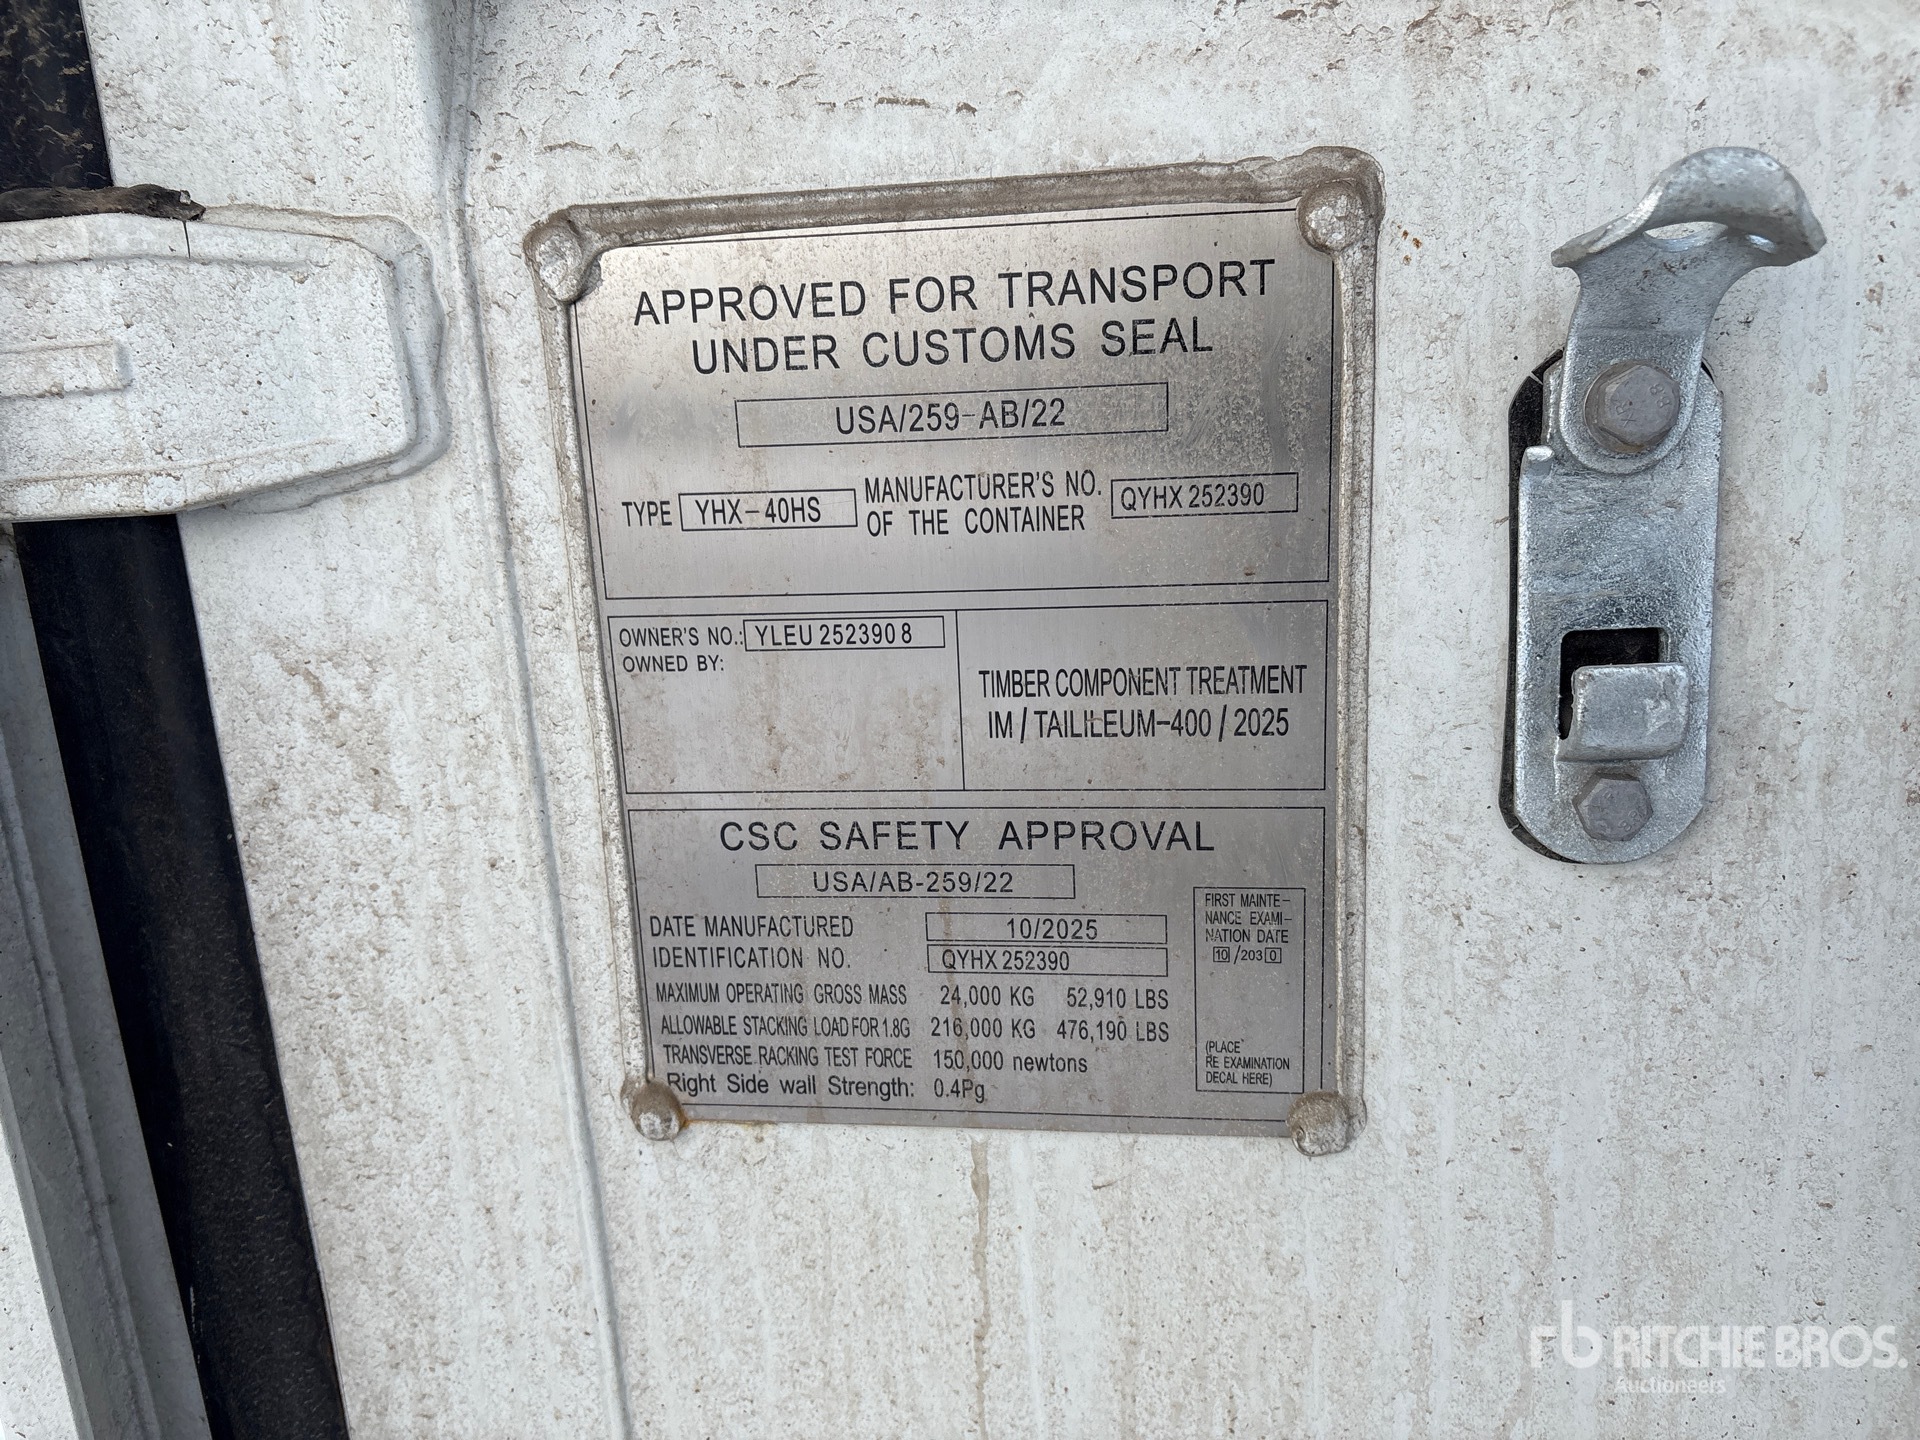 APPROVED FOR TRANSPORT
UNDER CUSTOMS SEAL
USA/259-AB/22
TYPE YHX-40HS MANUFACTURER'S NO. OF THE CONTAINER QYHX 252390
OWNER'S NO.: YLEU 252390 8
OWNED BY:
TIMBER COMPONENT TREATMENT
IM / TAILILEUM-400 / 2025
CSC SAFETY APPROVAL
USA/AB-259/22
DATE MANUFACTURED 10/2025
IDENTIFICATION NO. QYHX 252390
MAXIMUM OPERATING GROSS MASS 24,000 KG 52,910 LBS
ALLOWABLE STACKING LOAD FOR 1.8G 216,000 KG 476,190 LBS
TRANSVERSE RACKING TEST FORCE 150,000 newtons
Right Side wall Strength: 0.4Pg
FIRST MAINTE-
NANCE EXAMI-
NATION DATE
10 /203 0
(PLACE
RE EXAMINATION
DECAL HERE)
rb RITCHIE BROS.
Auctioneers